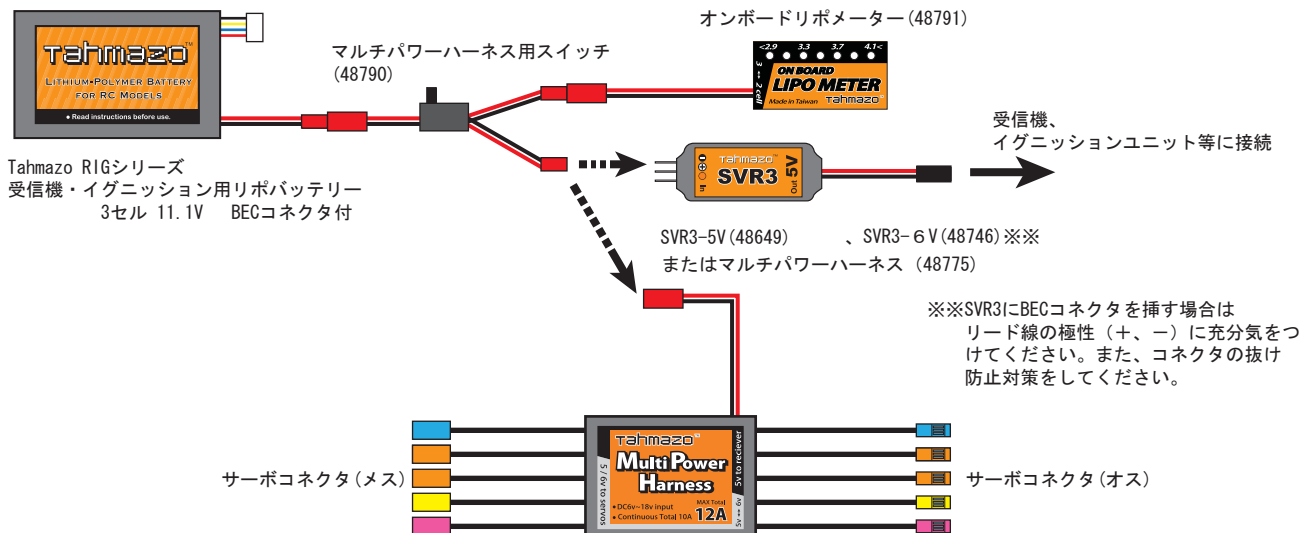 Tahmazo™
LITHIUM-POLYMER BATTERY
FOR RC MODELS
● Read instructions before use.
Tahmazo RIGシリーズ
受信機・イグニッション用リポバッテリー
3セル 11.1V　BECコネクタ付
マルチパワーハーネス用スイッチ
(48790)
オンボードリポメーター(48791)
<2.9 3.3 3.7 4.1<
3 ↔ 2 cell
ON BOARD
LIPO METER
Made in Taiwan Tahmazo
Tahmazo
SVR3
In
Out 5V
受信機、
イグニッションユニット等に接続
SVR3-5V(48649)　、SVR3-６V(48746)※※
またはマルチパワーハーネス (48775)
※※SVR3にBECコネクタを挿す場合は
リード線の極性（＋、－）に充分気をつ
けてください。また、コネクタの抜け
防止対策をしてください。
サーボコネクタ(メス)
5 / 6v to servos
Tahmazo™
Multi Power
Harness
● DC6v~18v input
● Continuous Total 10A
MAX Total
12A
5v to reciever
5v ↔ 6v
サーボコネクタ(オス)